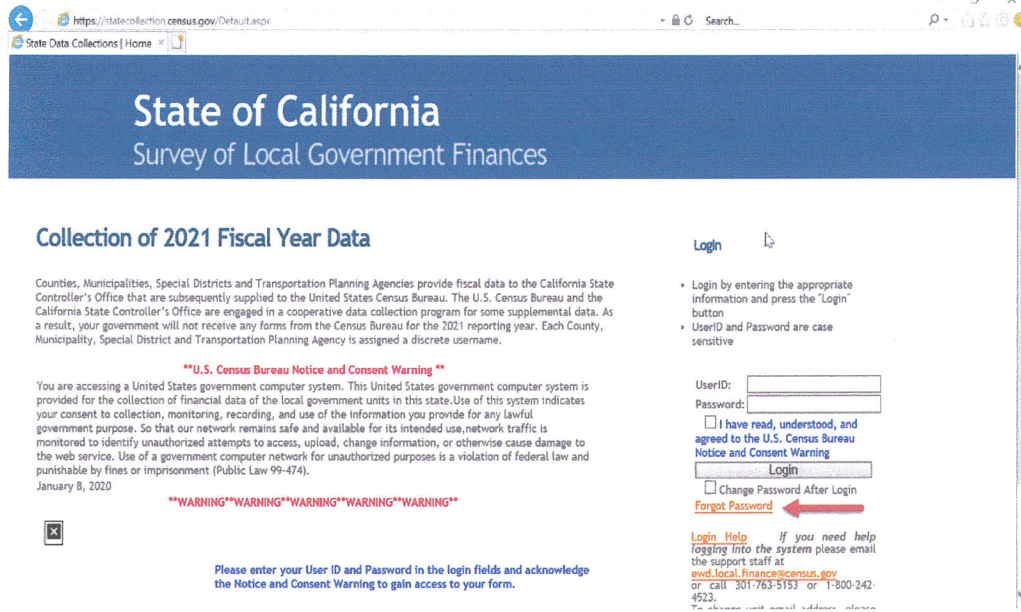 https://statecollection.census.gov/Default.aspx
Search...
State Data Collections | Home
State of California
Survey of Local Government Finances
Collection of 2021 Fiscal Year Data
Counties, Municipalities, Special Districts and Transportation Planning Agencies provide fiscal data to the California State
Controller's Office that are subsequently supplied to the United States Census Bureau. The U.S. Census Bureau and the
California State Controller's Office are engaged in a cooperative data collection program for some supplemental data. As
a result, your government will not receive any forms from the Census Bureau for the 2021 reporting year. Each County,
Municipality, Special District and Transportation Planning Agency is assigned a discrete username.
**U.S. Census Bureau Notice and Consent Warning **
You are accessing a United States government computer system. This United States government computer system is
provided for the collection of financial data of the local government units in this state.Use of this system indicates
your consent to collection, monitoring, recording, and use of the information you provide for any lawful
government purpose. So that our network remains safe and available for its intended use,network traffic is
monitored to identify unauthorized attempts to access, upload, change information, or otherwise cause damage to
the web service. Use of a government computer network for unauthorized purposes is a violation of federal law and
punishable by fines or imprisonment (Public Law 99-474).
January 8, 2020
**WARNING**WARNING**WARNING**WARNING**WARNING**
Please enter your User ID and Password in the login fields and acknowledge
the Notice and Consent Warning to gain access to your form.
Login
• Login by entering the appropriate
information and press the "Login"
button
• UserID and Password are case
sensitive
UserID:
Password:
I have read, understood, and
agreed to the U.S. Census Bureau
Notice and Consent Warning
Login
Change Password After Login
Forgot Password
Login Help If you need help
logging into the system please email
the support staff at
ewd.local.finance@census.gov
or call 301-763-5153 or 1-800-242-
4523.
To change unit email address, please